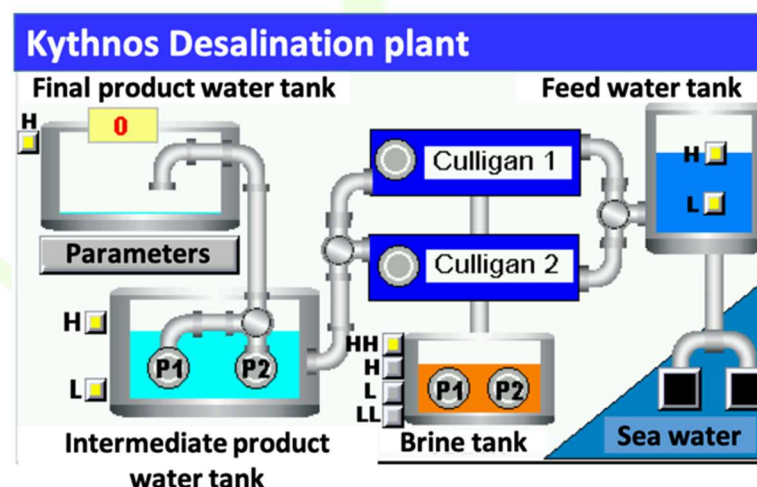 Kythnos Desalination plant
Final product water tank
Feed water tank
H
0
Culligan 1
H
L
Parameters
Culligan 2
H
L
P1
P2
HH
H
L
LL
P1
P2
Intermediate product
water tank
Brine tank
Sea water